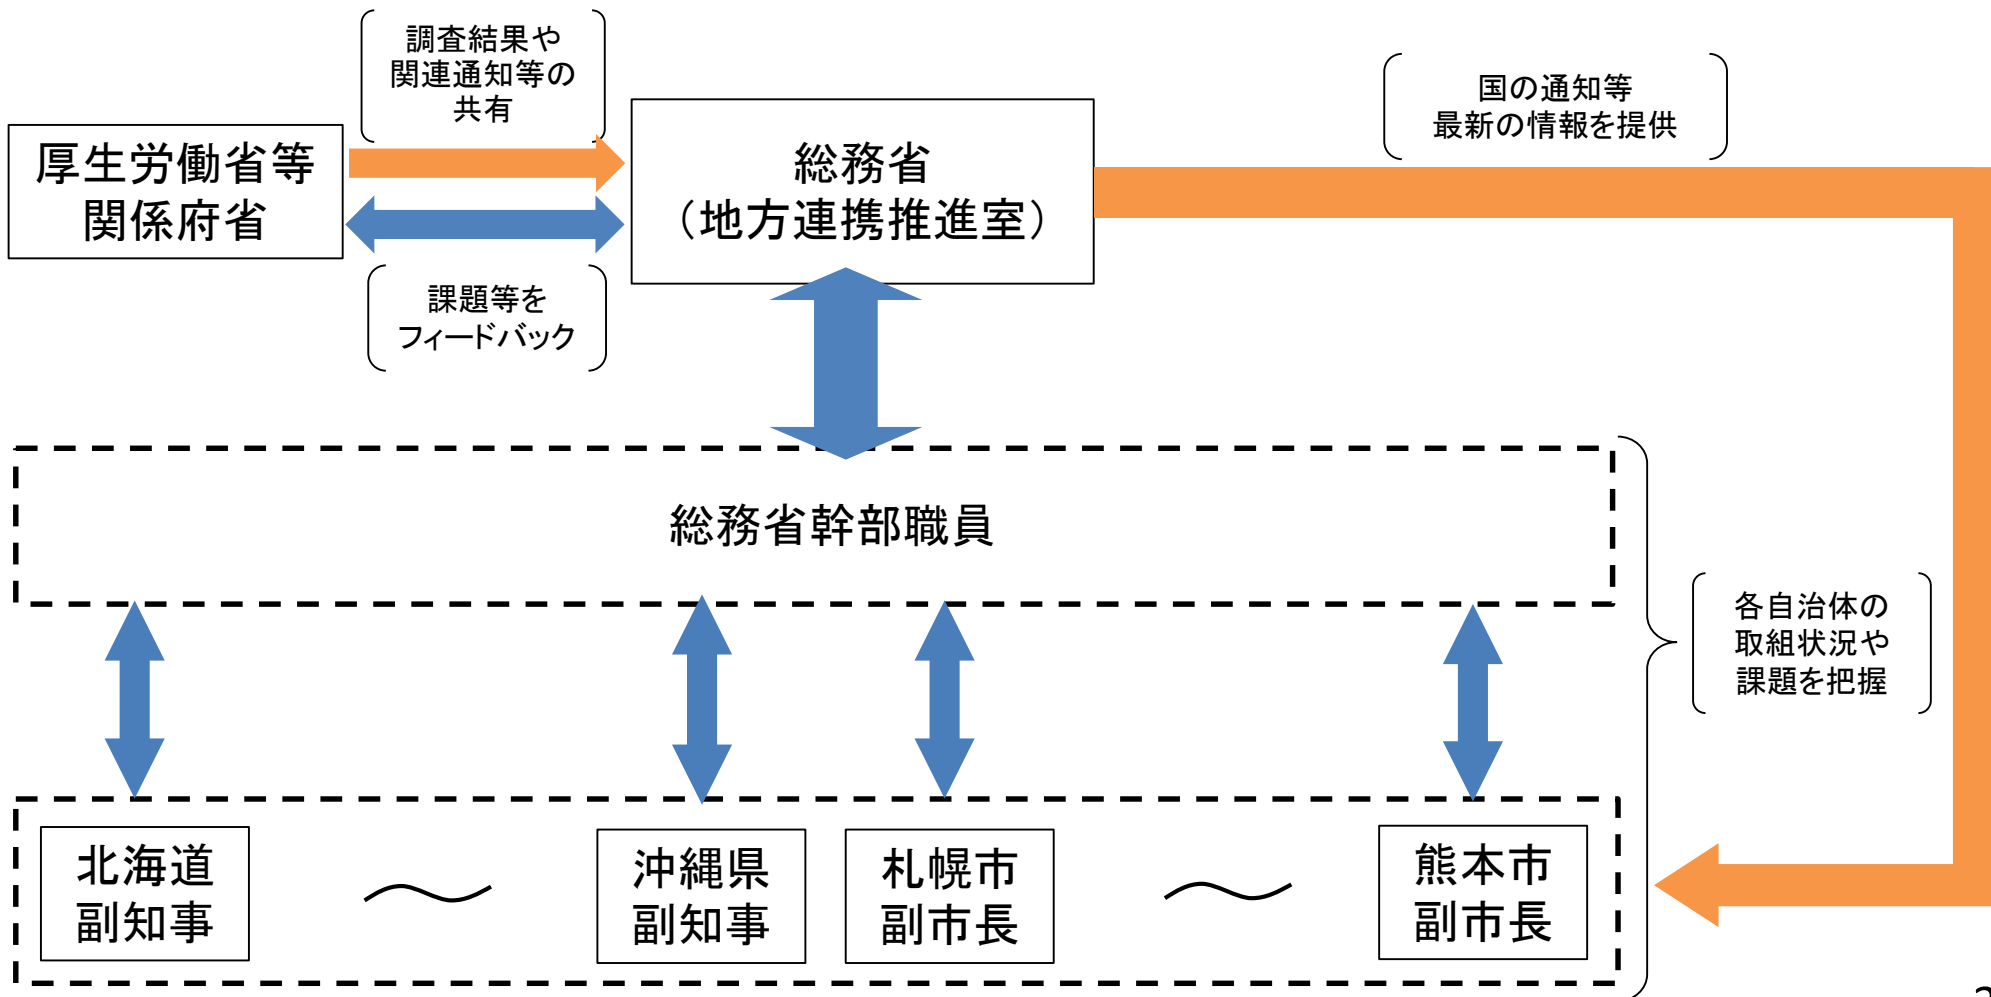 調査結果や
関連通知等の
共有
厚生労働省等
関係府省
総務省
（地方連携推進室）
国の通知等
最新の情報を提供
課題等を
フィードバック
総務省幹部職員
各自治体の
取組状況や
課題を把握
北海道
副知事
～
沖縄県
副知事
札幌市
副市長
～
熊本市
副市長